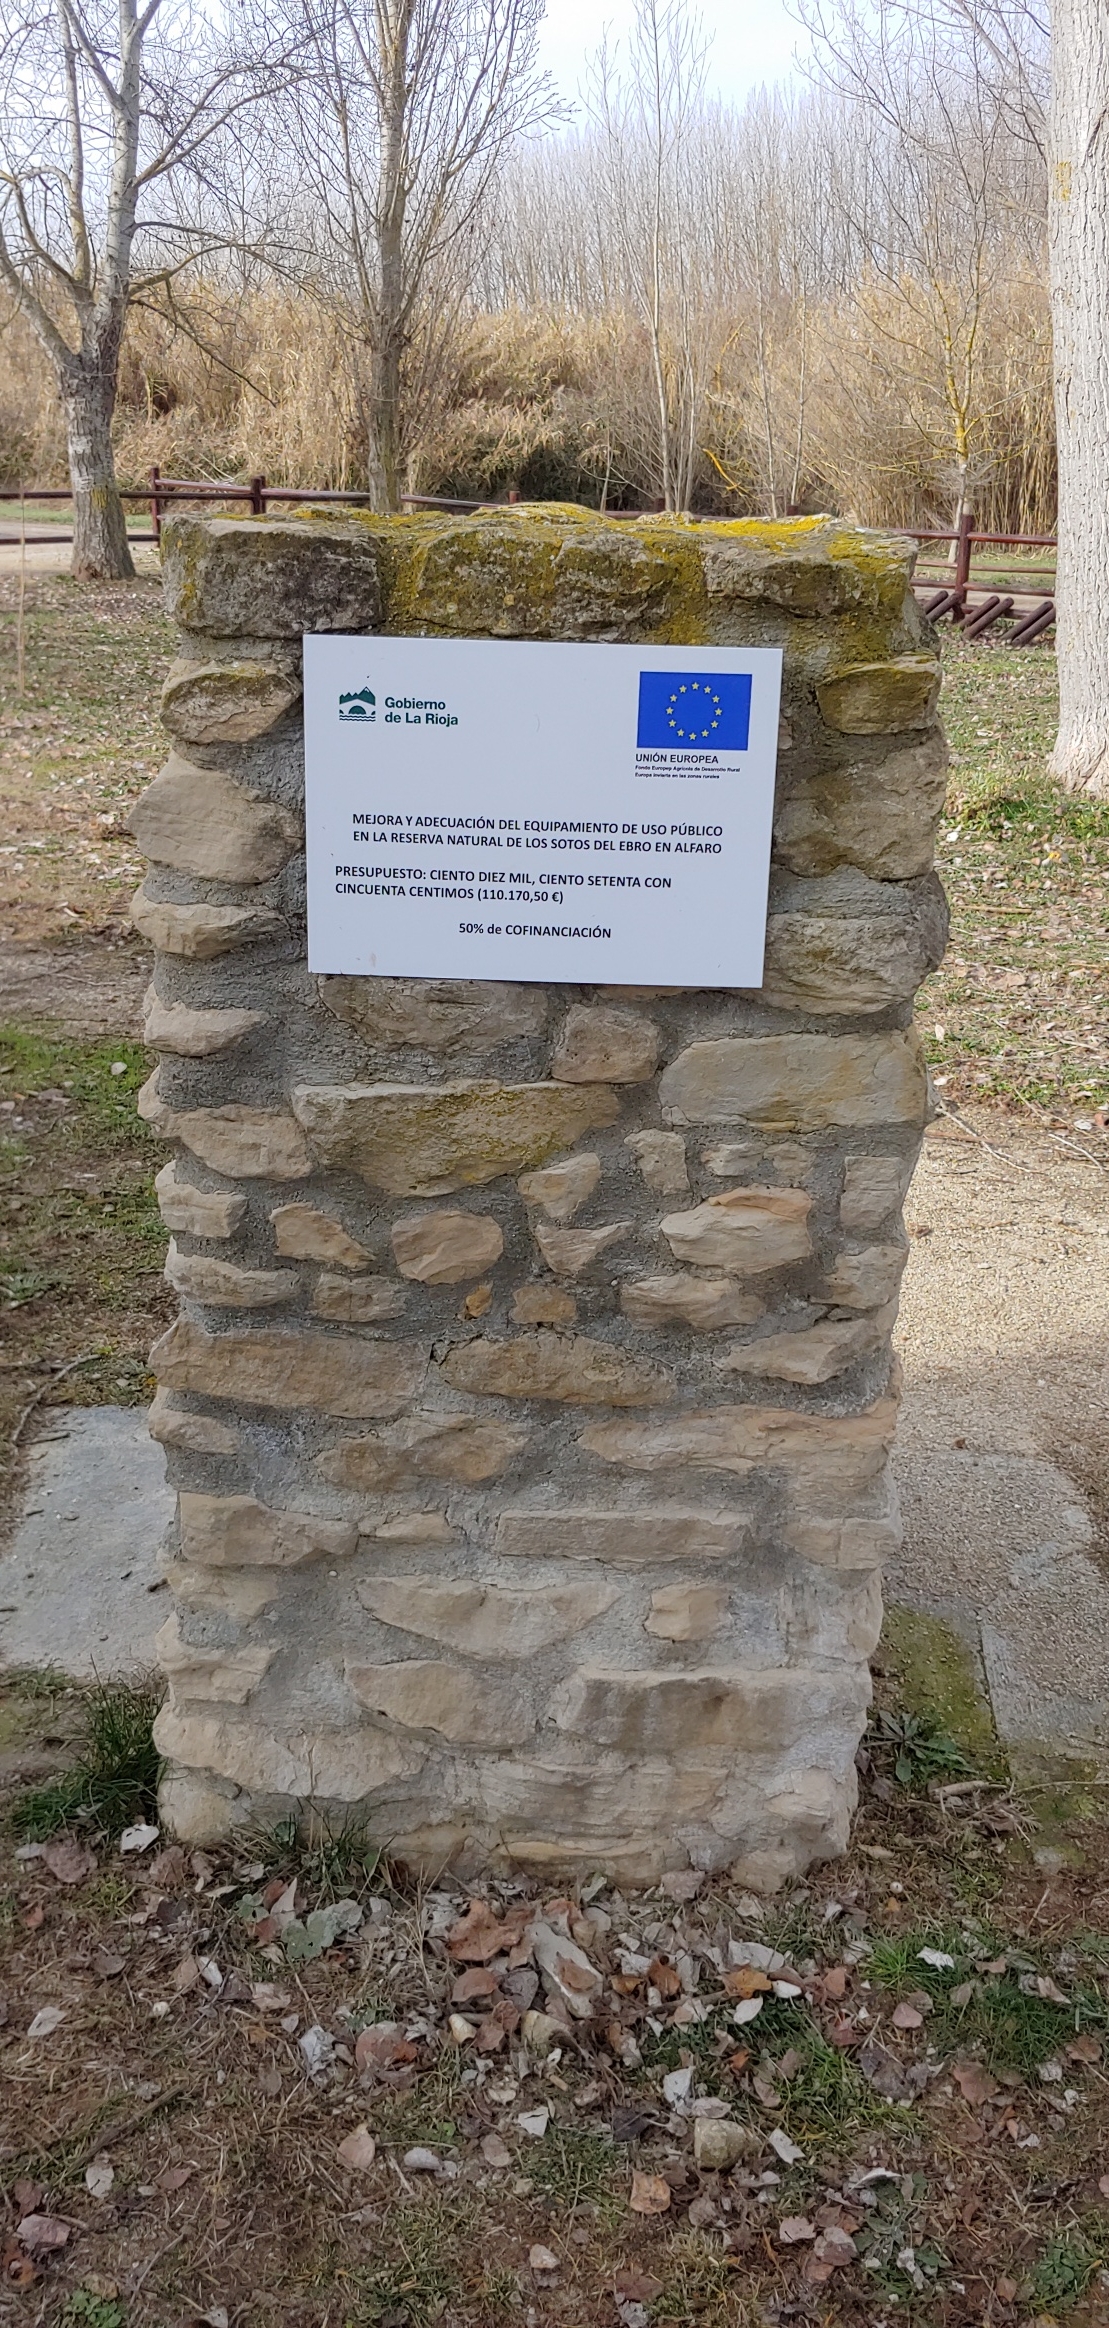 Gobierno
de La Rioja
UNIÓN EUROPEA
Fondo Europeo Agrícola de Desarrollo Rural
Europa invierte en las zonas rurales
MEJORA Y ADECUACIÓN DEL EQUIPAMIENTO DE USO PÚBLICO
EN LA RESERVA NATURAL DE LOS SOTOS DEL EBRO EN ALFARO
PRESUPUESTO: CIENTO DIEZ MIL, CIENTO SETENTA CON
CINCUENTA CENTIMOS (110.170,50 €)
50% de COFINANCIACIÓN